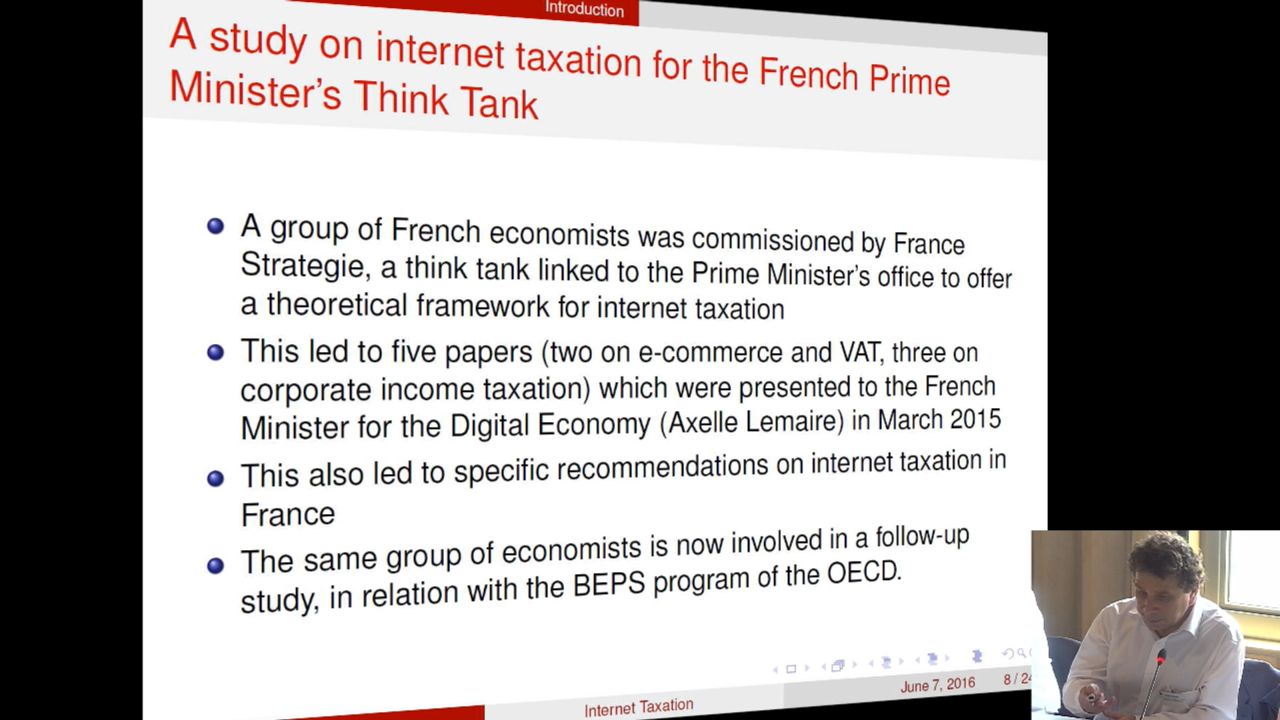 Introduction
A study on internet taxation for the French Prime
Minister's Think Tank
A group of French economists was commissioned by France
Strategie, a think tank linked to the Prime Minister's office to offer
a theoretical framework for internet taxation
This led to five papers (two on e-commerce and VAT, three on
corporate income taxation) which were presented to the French
Minister for the Digital Economy (Axelle Lemaire) in March 2015
This also led to specific recommendations on internet taxation in
France
The same group of economists is now involved in a follow-up
study, in relation with the BEPS program of the OECD.
Internet Taxation
June 7, 2016
8 / 24